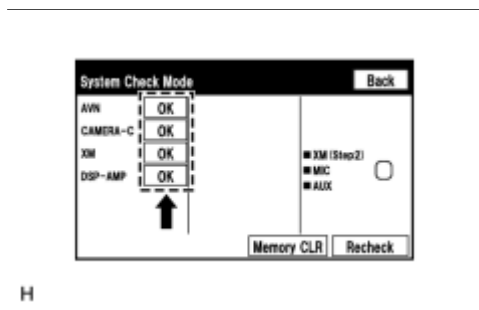 System Check Mode Back
AVN OK
CAMERA-C OK
XM OK
DSP-AMP OK
■ XM (Step2)
■ MIC
■ AUX
Memory CLR Recheck
H